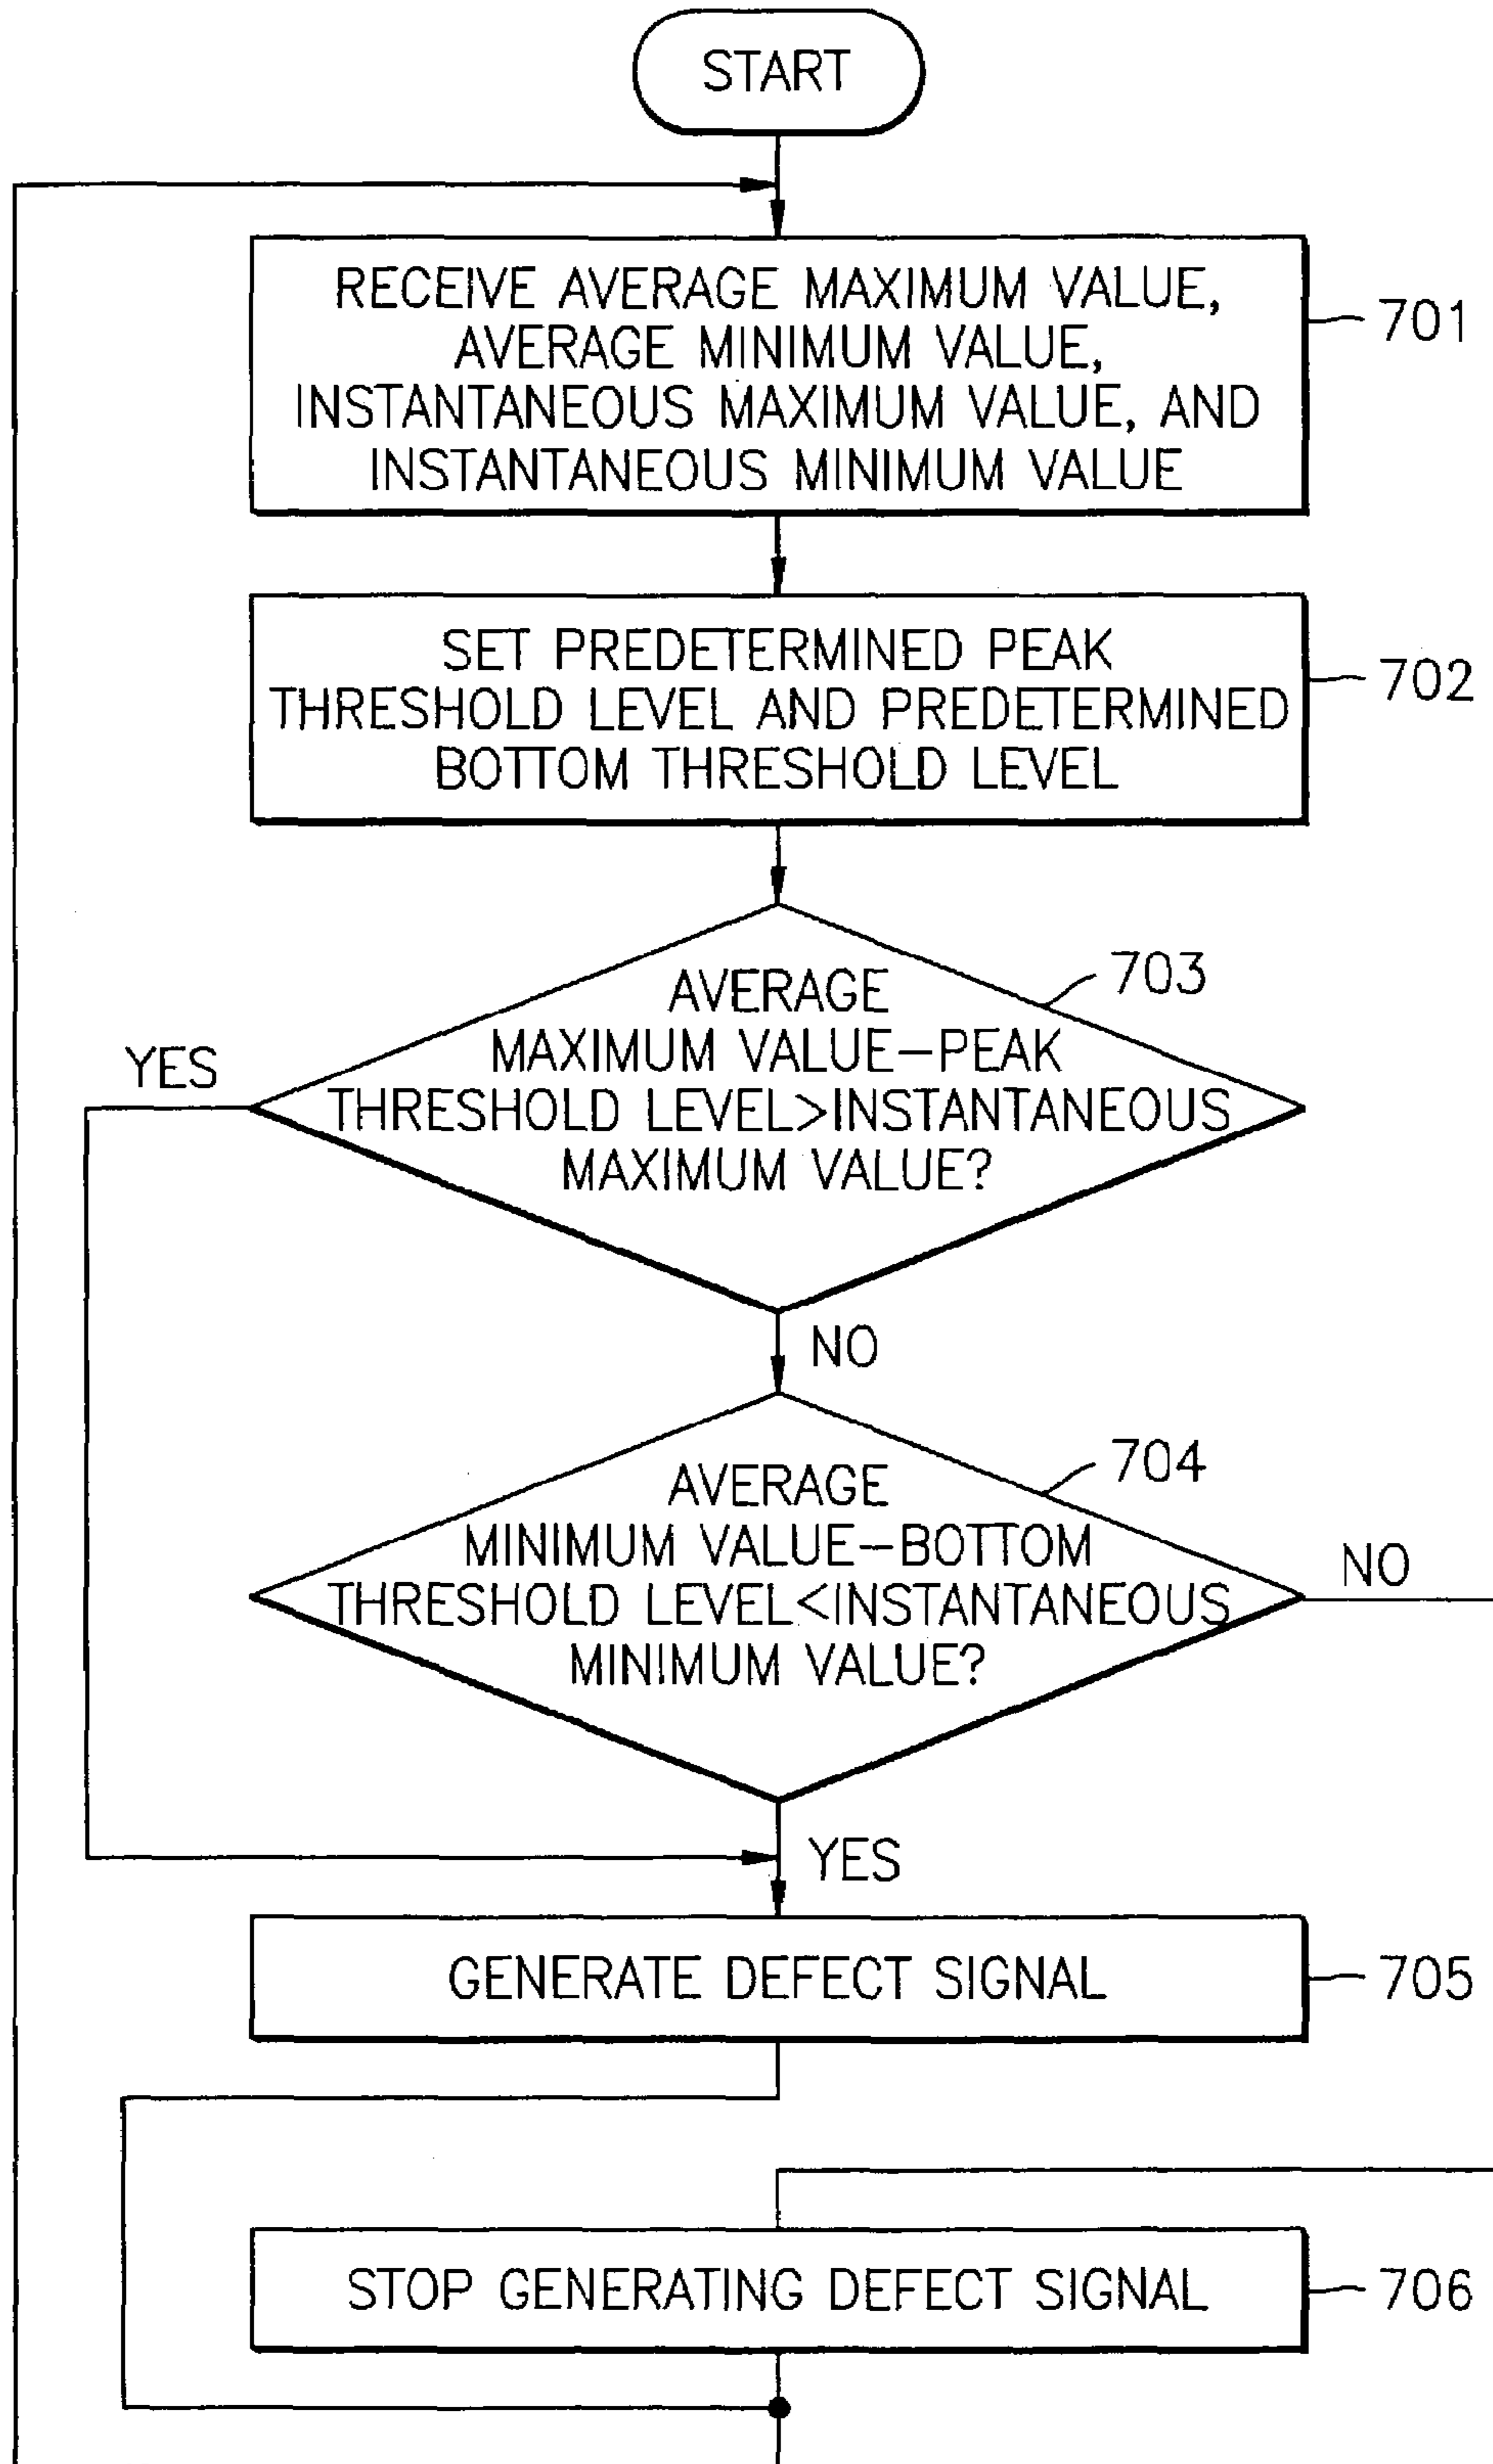 START
RECEIVE AVERAGE MAXIMUM VALUE,
AVERAGE MINIMUM VALUE,
INSTANTANEOUS MAXIMUM VALUE, AND
INSTANTANEOUS MINIMUM VALUE
701
SET PREDETERMINED PEAK
THRESHOLD LEVEL AND PREDETERMINED
BOTTOM THRESHOLD LEVEL
702
703
AVERAGE
MAXIMUM VALUE-PEAK
THRESHOLD LEVEL>INSTANTANEOUS
MAXIMUM VALUE?
YES
NO
704
AVERAGE
MINIMUM VALUE-BOTTOM
THRESHOLD LEVEL<INSTANTANEOUS
MINIMUM VALUE?
NO
YES
GENERATE DEFECT SIGNAL
705
STOP GENERATING DEFECT SIGNAL
706